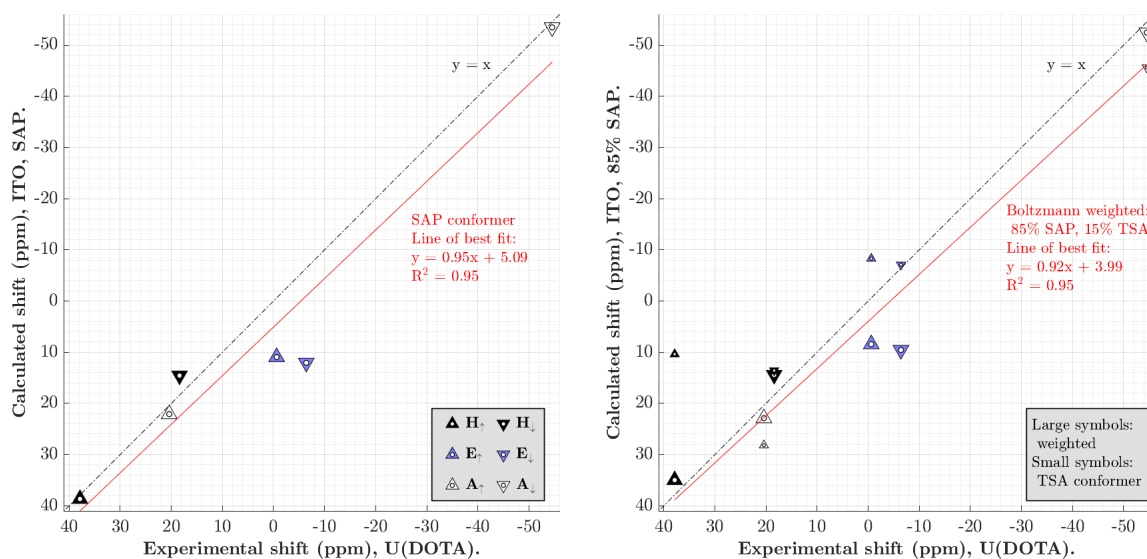 -50
-40
-30
-20
-10
0
10
20
30
40
Calculated shift (ppm), ITO, SAP.
y = x
SAP conformer
Line of best fit:
y = 0.95x + 5.09
R² = 0.95
H↑ H↓
E↑ E↓
A↑ A↓
40 30 20 10 0 -10 -20 -30 -40 -50
Experimental shift (ppm), U(DOTA).
-50
-40
-30
-20
-10
0
10
20
30
40
Calculated shift (ppm), ITO, 85% SAP.
y = x
Boltzmann weighted:
85% SAP, 15% TSA
Line of best fit:
y = 0.92x + 3.99
R² = 0.95
Large symbols:
weighted
Small symbols:
TSA conformer
40 30 20 10 0 -10 -20 -30 -40 -50
Experimental shift (ppm), U(DOTA).